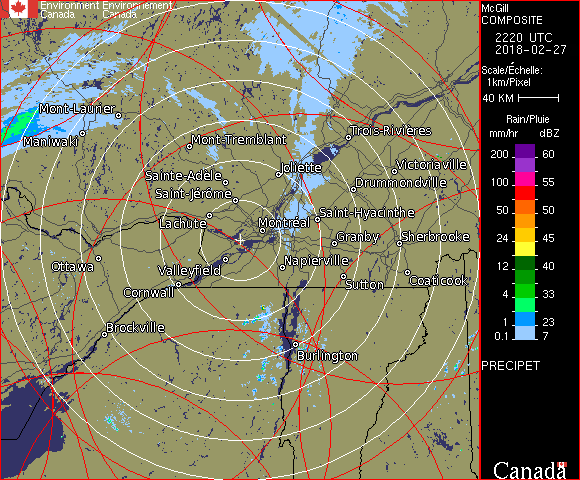 Environment Environnement
Canada Canada
McGill
COMPOSITE
2220 UTC
2018-02-27
Scale/Échelle:
1km/Pixel
40 KM
Rain/Pluie
mm/hr dBZ
200 60
100 55
50 50
24 45
12 40
4 33
1 23
0.1 7
PRECIPET
Canada
Mont-Laurier
Maniwaki
Mont-Tremblant
Trois-Rivières
Sainte-Adèle
Joliette
Victoriaville
Saint-Jérôme
Drummondville
Lachute
Montréal
Saint-Hyacinthe
Granby
Sherbrooke
Ottawa
Valleyfield
Napierville
Cornwall
Sutton
Coaticook
Brockville
Burlington